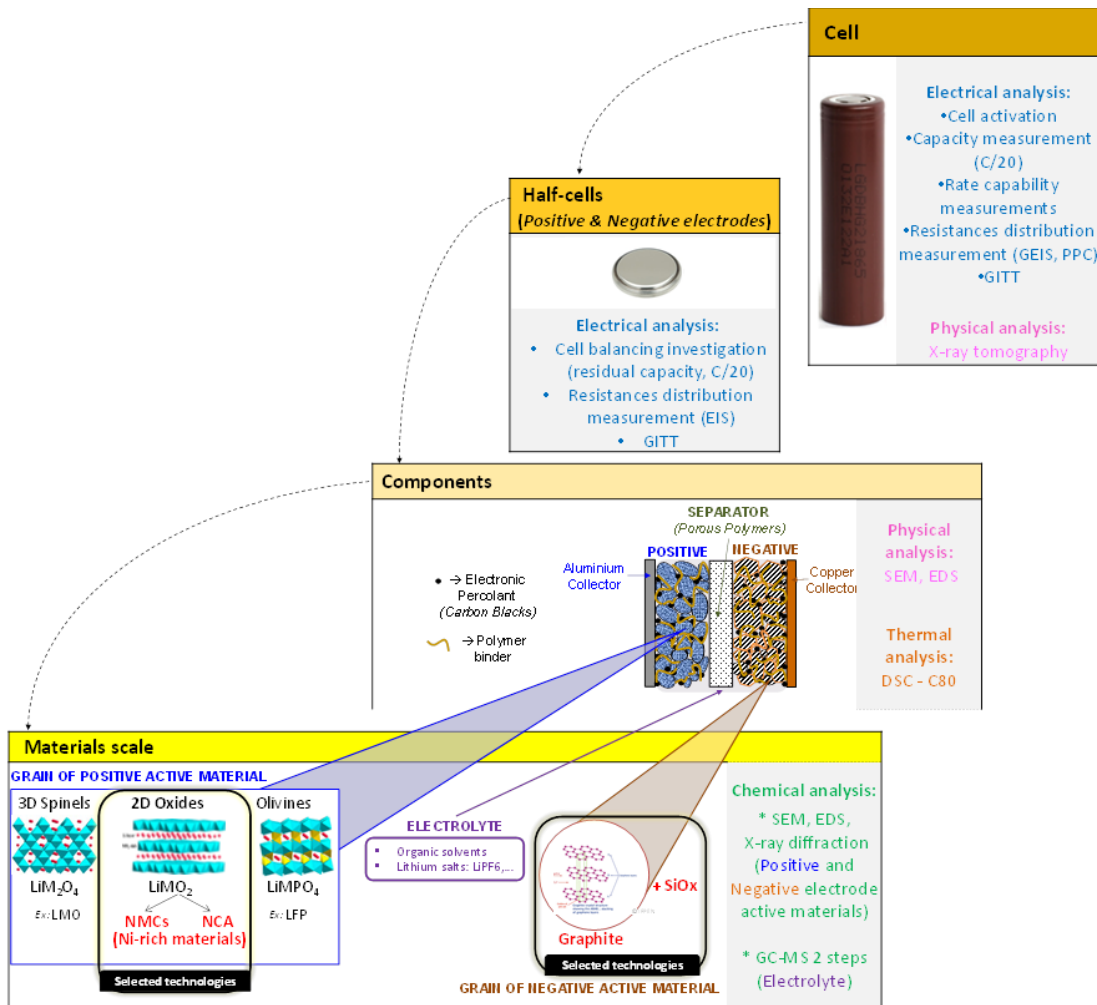 Cell
Electrical analysis:
•Cell activation
•Capacity measurement
(C/20)
•Rate capability
measurements
•Resistances distribution
measurement (GEIS, PPC)
•GITT
Physical analysis:
X-ray tomography
Half-cells
(Positive & Negative electrodes)
Electrical analysis:
• Cell balancing investigation
(residual capacity, C/20)
• Resistances distribution
measurement (EIS)
• GITT
Components
SEPARATOR
(Porous Polymers)
POSITIVE
NEGATIVE
Aluminium
Collector
Copper
Collector
• → Electronic
Percolant
(Carbon Blacks)
→ Polymer
binder
Physical
analysis:
SEM, EDS
Thermal
analysis:
DSC - C80
Materials scale
GRAIN OF POSITIVE ACTIVE MATERIAL
3D Spinels
2D Oxides
Olivines
LiM2O4
LiMO2
LiMPO4
Ex: LMO
Ex: LFP
NMCs
NCA
(Ni-rich materials)
Selected technologies
ELECTROLYTE
▪ Organic solvents
▪ Lithium salts: LiPF6,...
+ SiOx
Graphite
Selected technologies
GRAIN OF NEGATIVE ACTIVE MATERIAL
Chemical analysis:
* SEM, EDS,
X-ray diffraction
(Positive and
Negative electrode
active materials)
* GC-MS 2 steps
(Electrolyte)